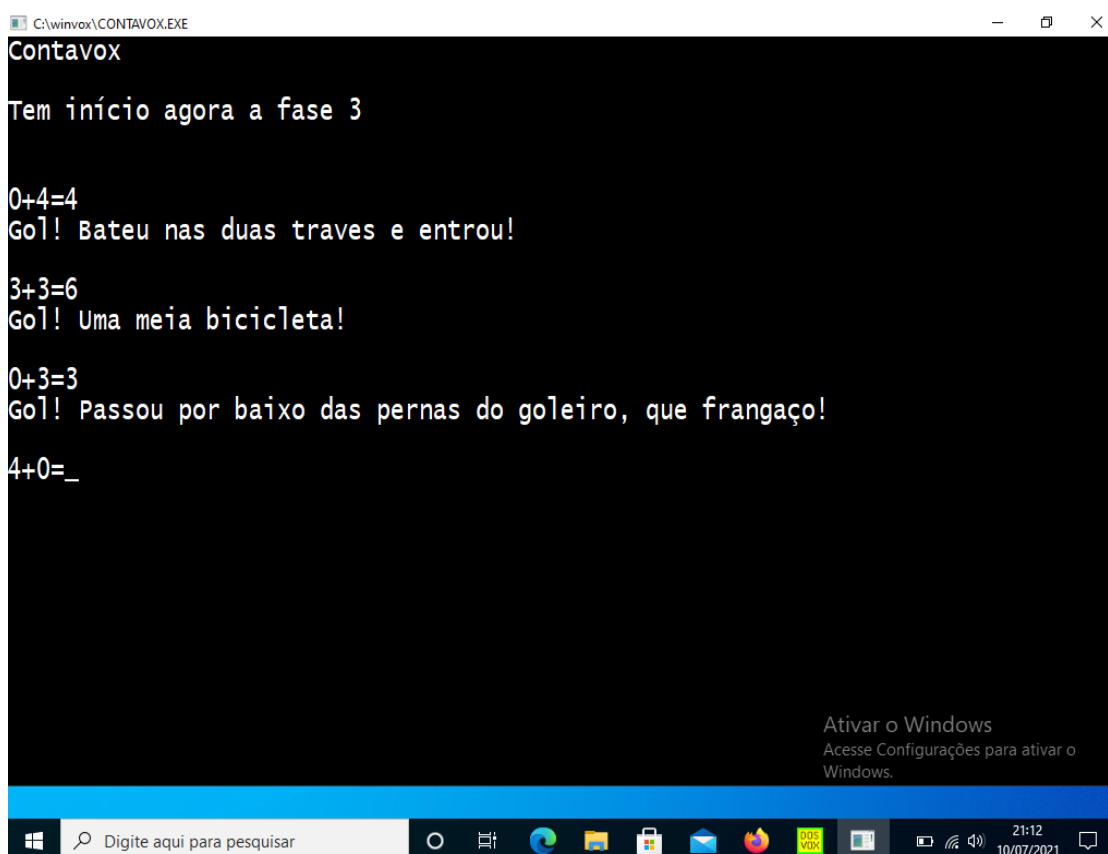 C:\winvox\CONTAVOX.EXE
Contavox
Tem início agora a fase 3
0+4=4
Gol! Bateu nas duas traves e entrou!
3+3=6
Gol! Uma meia bicicleta!
0+3=3
Gol! Passou por baixo das pernas do goleiro, que frangaço!
4+0=_
Ativar o Windows
Acesse Configurações para ativar o
Windows.
Digite aqui para pesquisar
DOS
VOX
21:12
10/07/2021